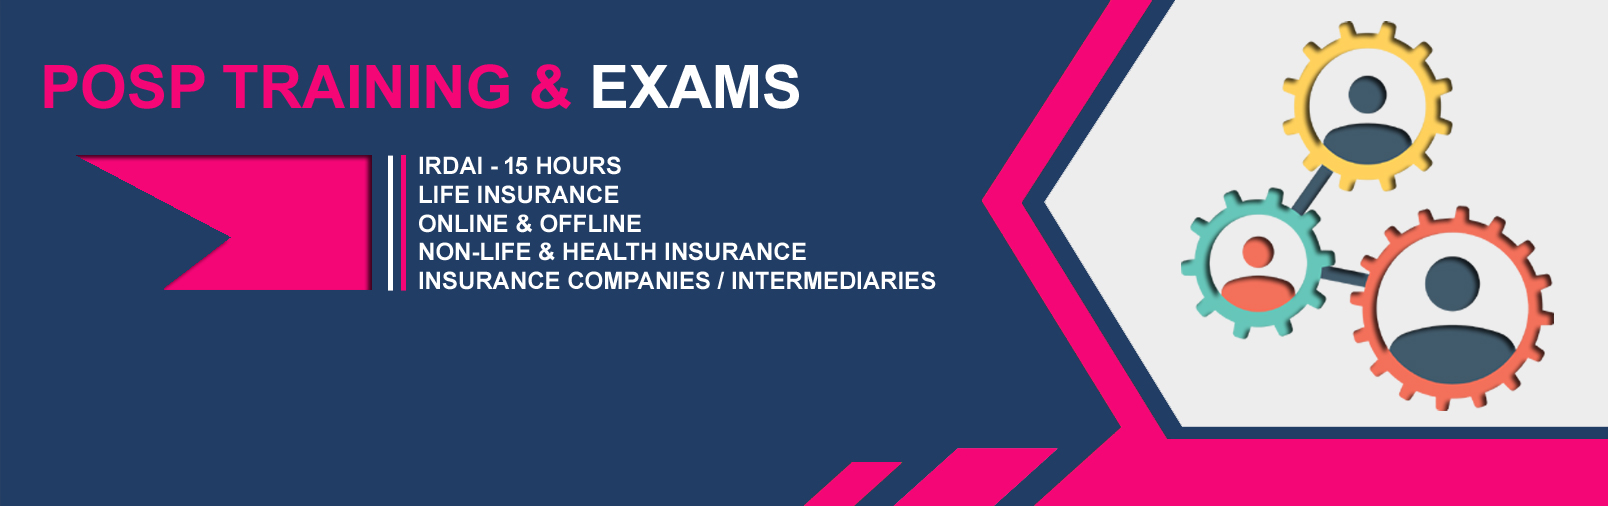 POSP TRAINING & EXAMS
IRDAI - 15 HOURS
LIFE INSURANCE
ONLINE & OFFLINE
NON-LIFE & HEALTH INSURANCE
INSURANCE COMPANIES / INTERMEDIARIES